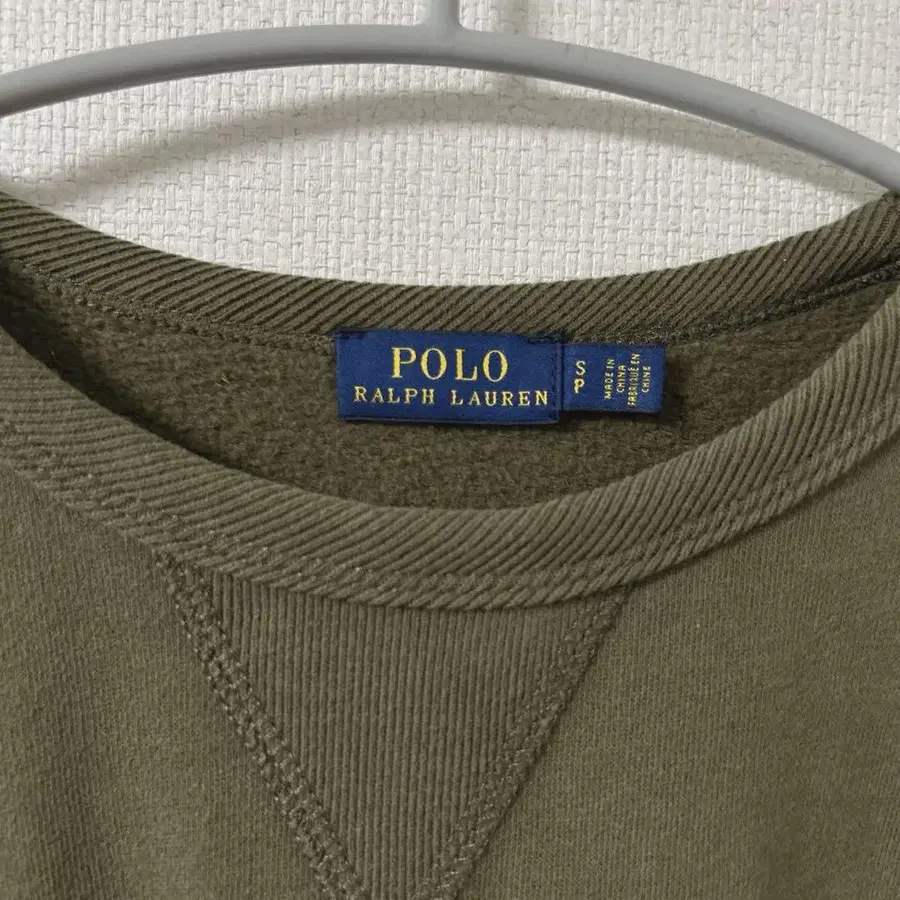 POLO
RALPH LAUREN
S
P
MADE IN
CHINA
FABRIQUÉ EN
CHINE